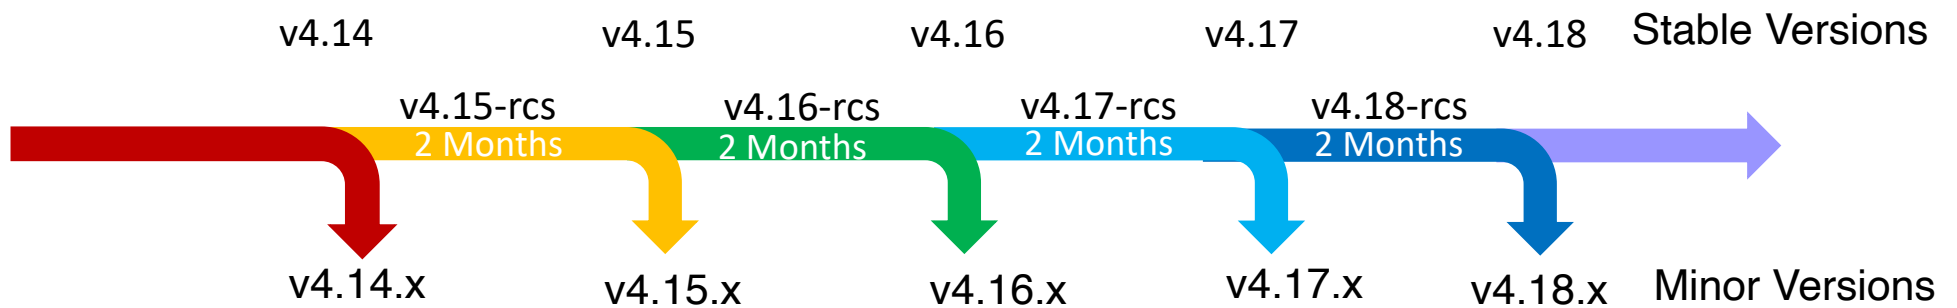 v4.14 v4.15 v4.16 v4.17 v4.18 Stable Versions
v4.15-rcs v4.16-rcs v4.17-rcs v4.18-rcs
2 Months 2 Months 2 Months 2 Months
v4.14.x v4.15.x v4.16.x v4.17.x v4.18.x Minor Versions